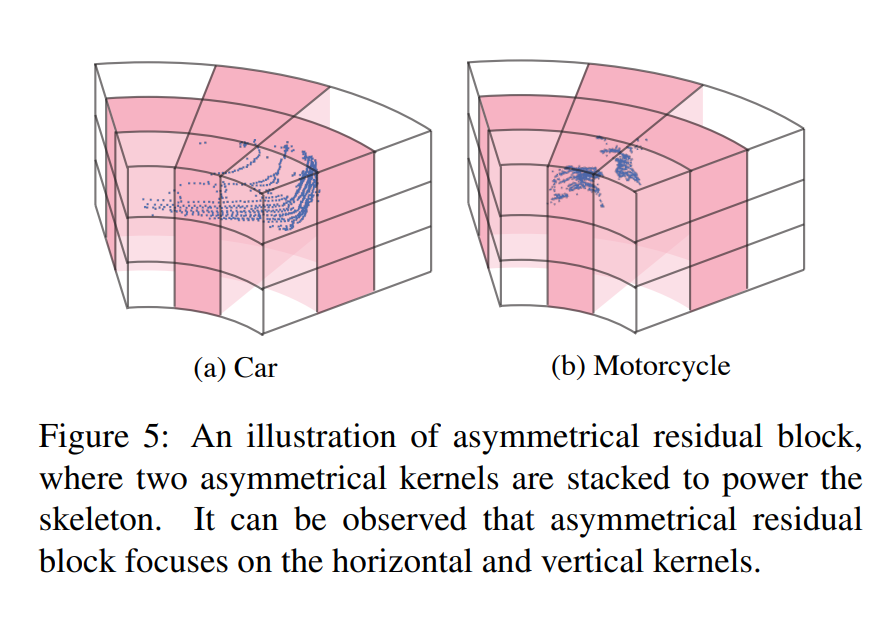 (a) Car
(b) Motorcycle
Figure 5: An illustration of asymmetrical residual block,
where two asymmetrical kernels are stacked to power the
skeleton. It can be observed that asymmetrical residual
block focuses on the horizontal and vertical kernels.